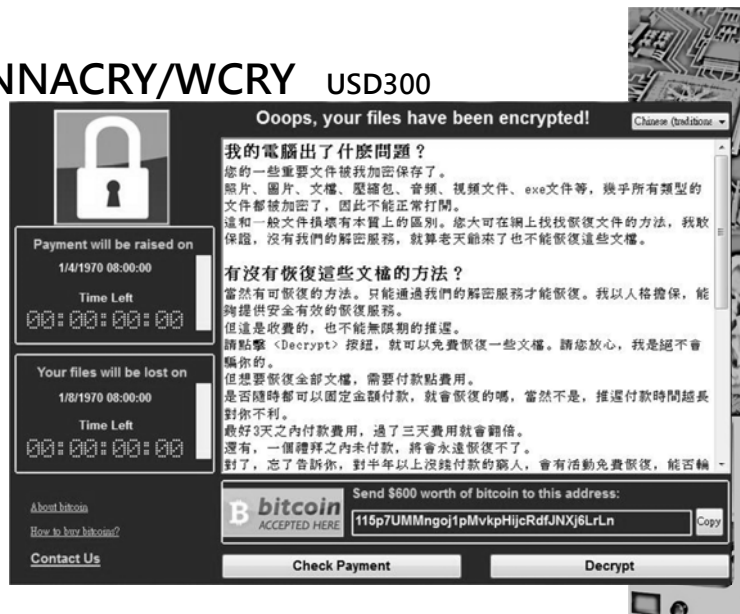 NNACRY/WCRY USD300
Ooops, your files have been encrypted!
Chinese (traditiona
我的電腦出了什麼問題？
您的一些重要文件被我加密保存了。
照片、圖片、文檔、壓縮包、音頻、視頻文件、exe文件等，幾乎所有類型的
文件都被加密了，因此不能正常打開。
這和一般文件損壞有本質上的區別。您大可在網上找找恢復文件的方法，我敢
保證，沒有我們的解密服務，就算老天爺來了也不能恢復這些文檔。
有沒有恢復這些文檔的方法？
當然有可恢復的方法。只能通過我們的解密服務才能恢復。我以人格擔保，能
夠提供安全有效的恢復服務。
但這是收費的，也不能無限期的推遲。
請點擊 <Decrypt> 按鈕，就可以免費恢復一些文檔。請您放心，我是絕不會
騙你的。
但想要恢復全部文檔，需要付款點費用。
是否隨時都可以固定金額付款，就會恢復的嗎，當然不是，推遲付款時間越長
對你不利。
最好3天之內付款費用，過了三天費用就會翻倍。
還有，一個禮拜之內未付款，將會永遠恢復不了。
對了，忘了告訴你，對半年以上沒錢付款的窮人，會有活動免費恢復，能否輪
Payment will be raised on
1/4/1970 08:00:00
Time Left
00:00:00:00
Your files will be lost on
1/8/1970 08:00:00
Time Left
00:00:00:00
About bitcoin
How to buy bitcoins?
Contact Us
bitcoin
ACCEPTED HERE
Send $600 worth of bitcoin to this address:
115p7UMMngoj1pMvkpHijcRdfJNXj6LrLn
Copy
Check Payment
Decrypt